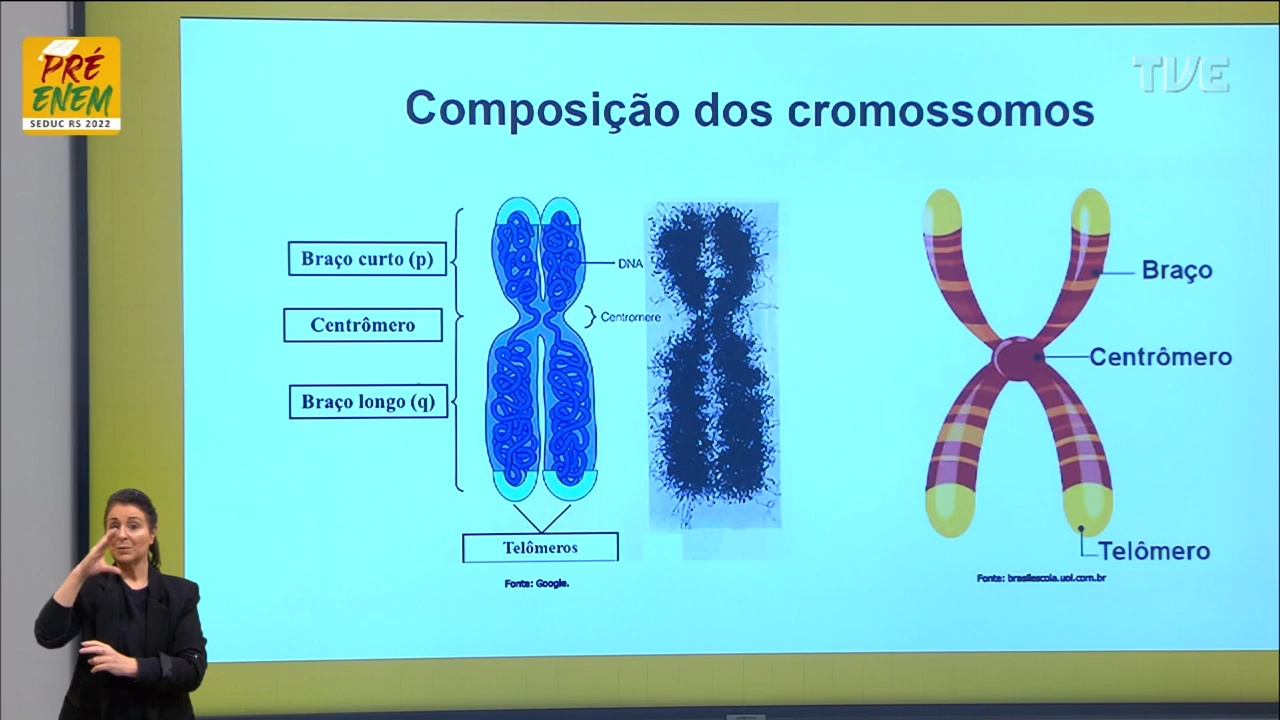 PRÉ
ENEM
SEDUC RS 2022
TVE
Composição dos cromossomos
Braço curto (p)
Centrômero
Braço longo (q)
DNA
Centromere
Telômeros
Fonte: Google.
Braço
Centrômero
Telômero
Fonte: brasilescola.uol.com.br